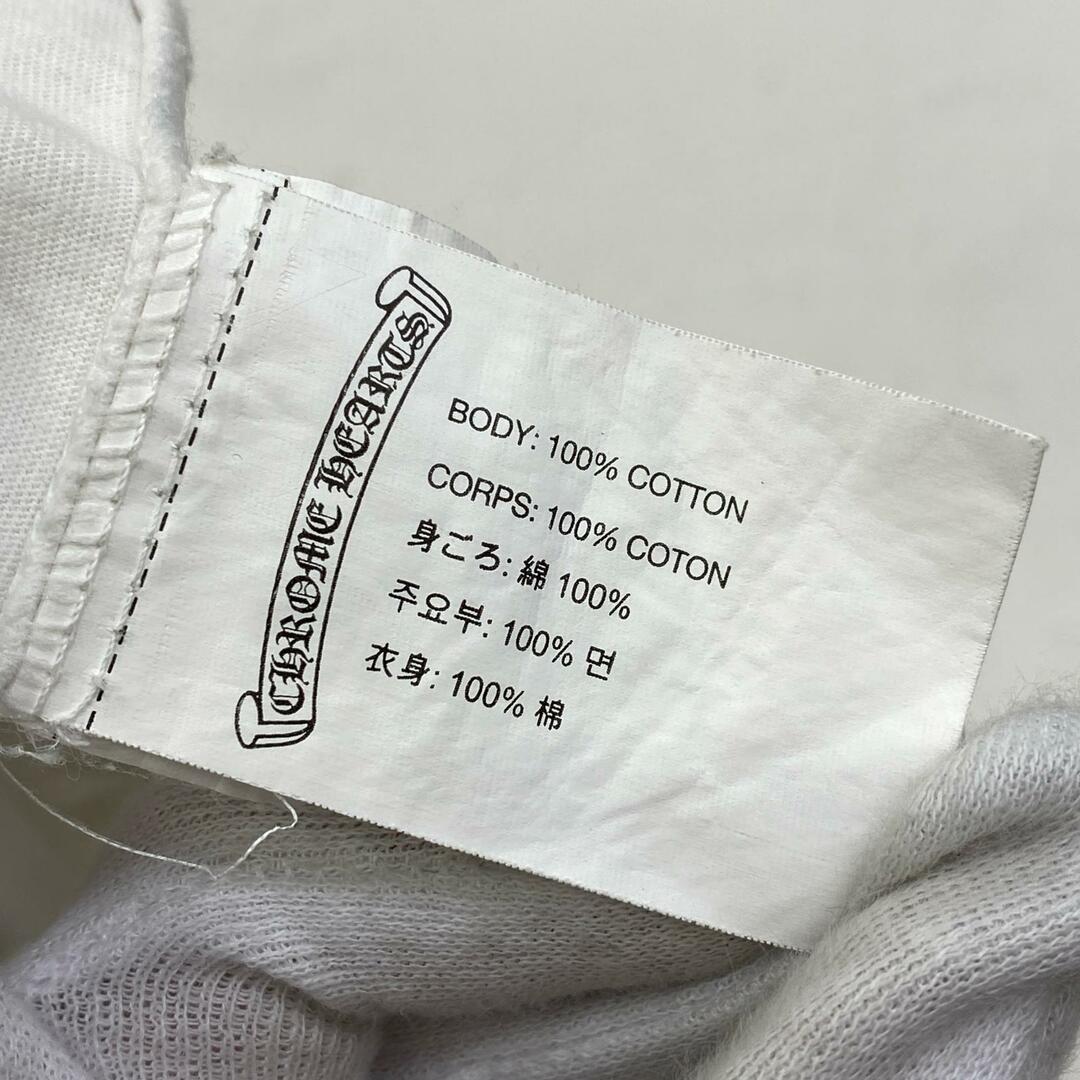 CHROME HEARTS
BODY: 100% COTTON
CORPS: 100% COTON
身ごろ: 綿 100%
주요부: 100% 면
衣身: 100% 棉